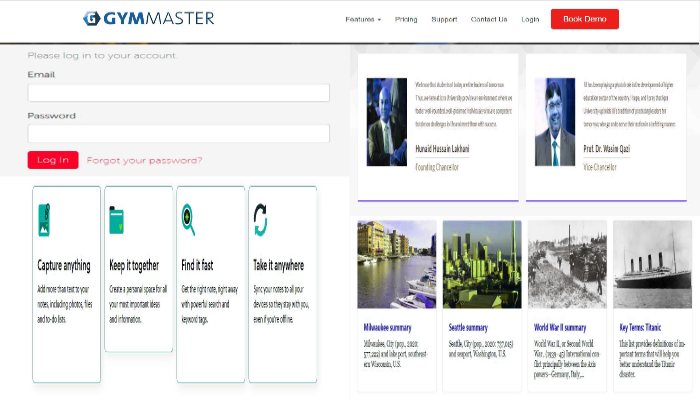 GYMMASTER
Features
Pricing
Support
Contact Us
Login
Book Demo
Please log in to your account.
Email
Password
Log In
Forgot your password?
Hunaid Hussain Lakhani
Founding Chancellor
Prof. Dr. Wasim Qazi
Vice-Chancellor
Capture anything
Add more than text to your
notes, including photos, files
and to-do lists.
Keep it together
Create a personal space for all
your most important ideas
and information.
Find it fast
Get the right note, right away
with powerful search and
keyword tags.
Take it anywhere
Sync your notes to all your
devices so they stay with you,
even if you're offline.
Milwaukee summary
Milwaukee, City (pop., 2020:
577,222) and lake port, southeast-
ern Wisconsin, U.S.
Seattle summary
Seattle, City (pop., 2020: 737,015)
and seaport, Washington, U.S.
World War II summary
World War II, or Second World
War, (1939–45) International con-
flict principally between the Axis
powers—Germany, Italy,...
Key Terms: Titanic
This list provides definitions of im-
portant terms that will help you
better understand the Titanic
disaster.